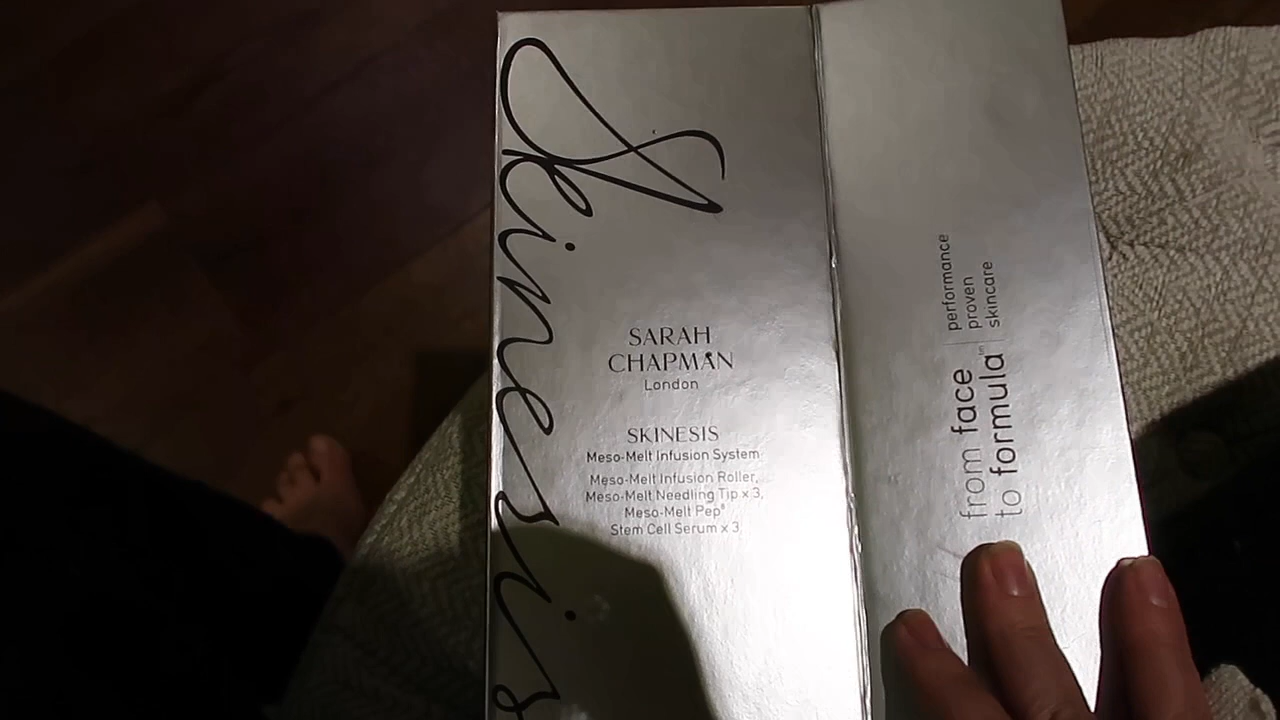 Skinesis
SARAH
CHAPMAN
London
SKINESIS
Meso-Melt Infusion System
Meso-Melt Infusion Roller,
Meso-Melt Needling Tip x 3,
Meso-Melt Pep⁸
Stem Cell Serum x 3
from face
to formula™
performance
proven
skincare